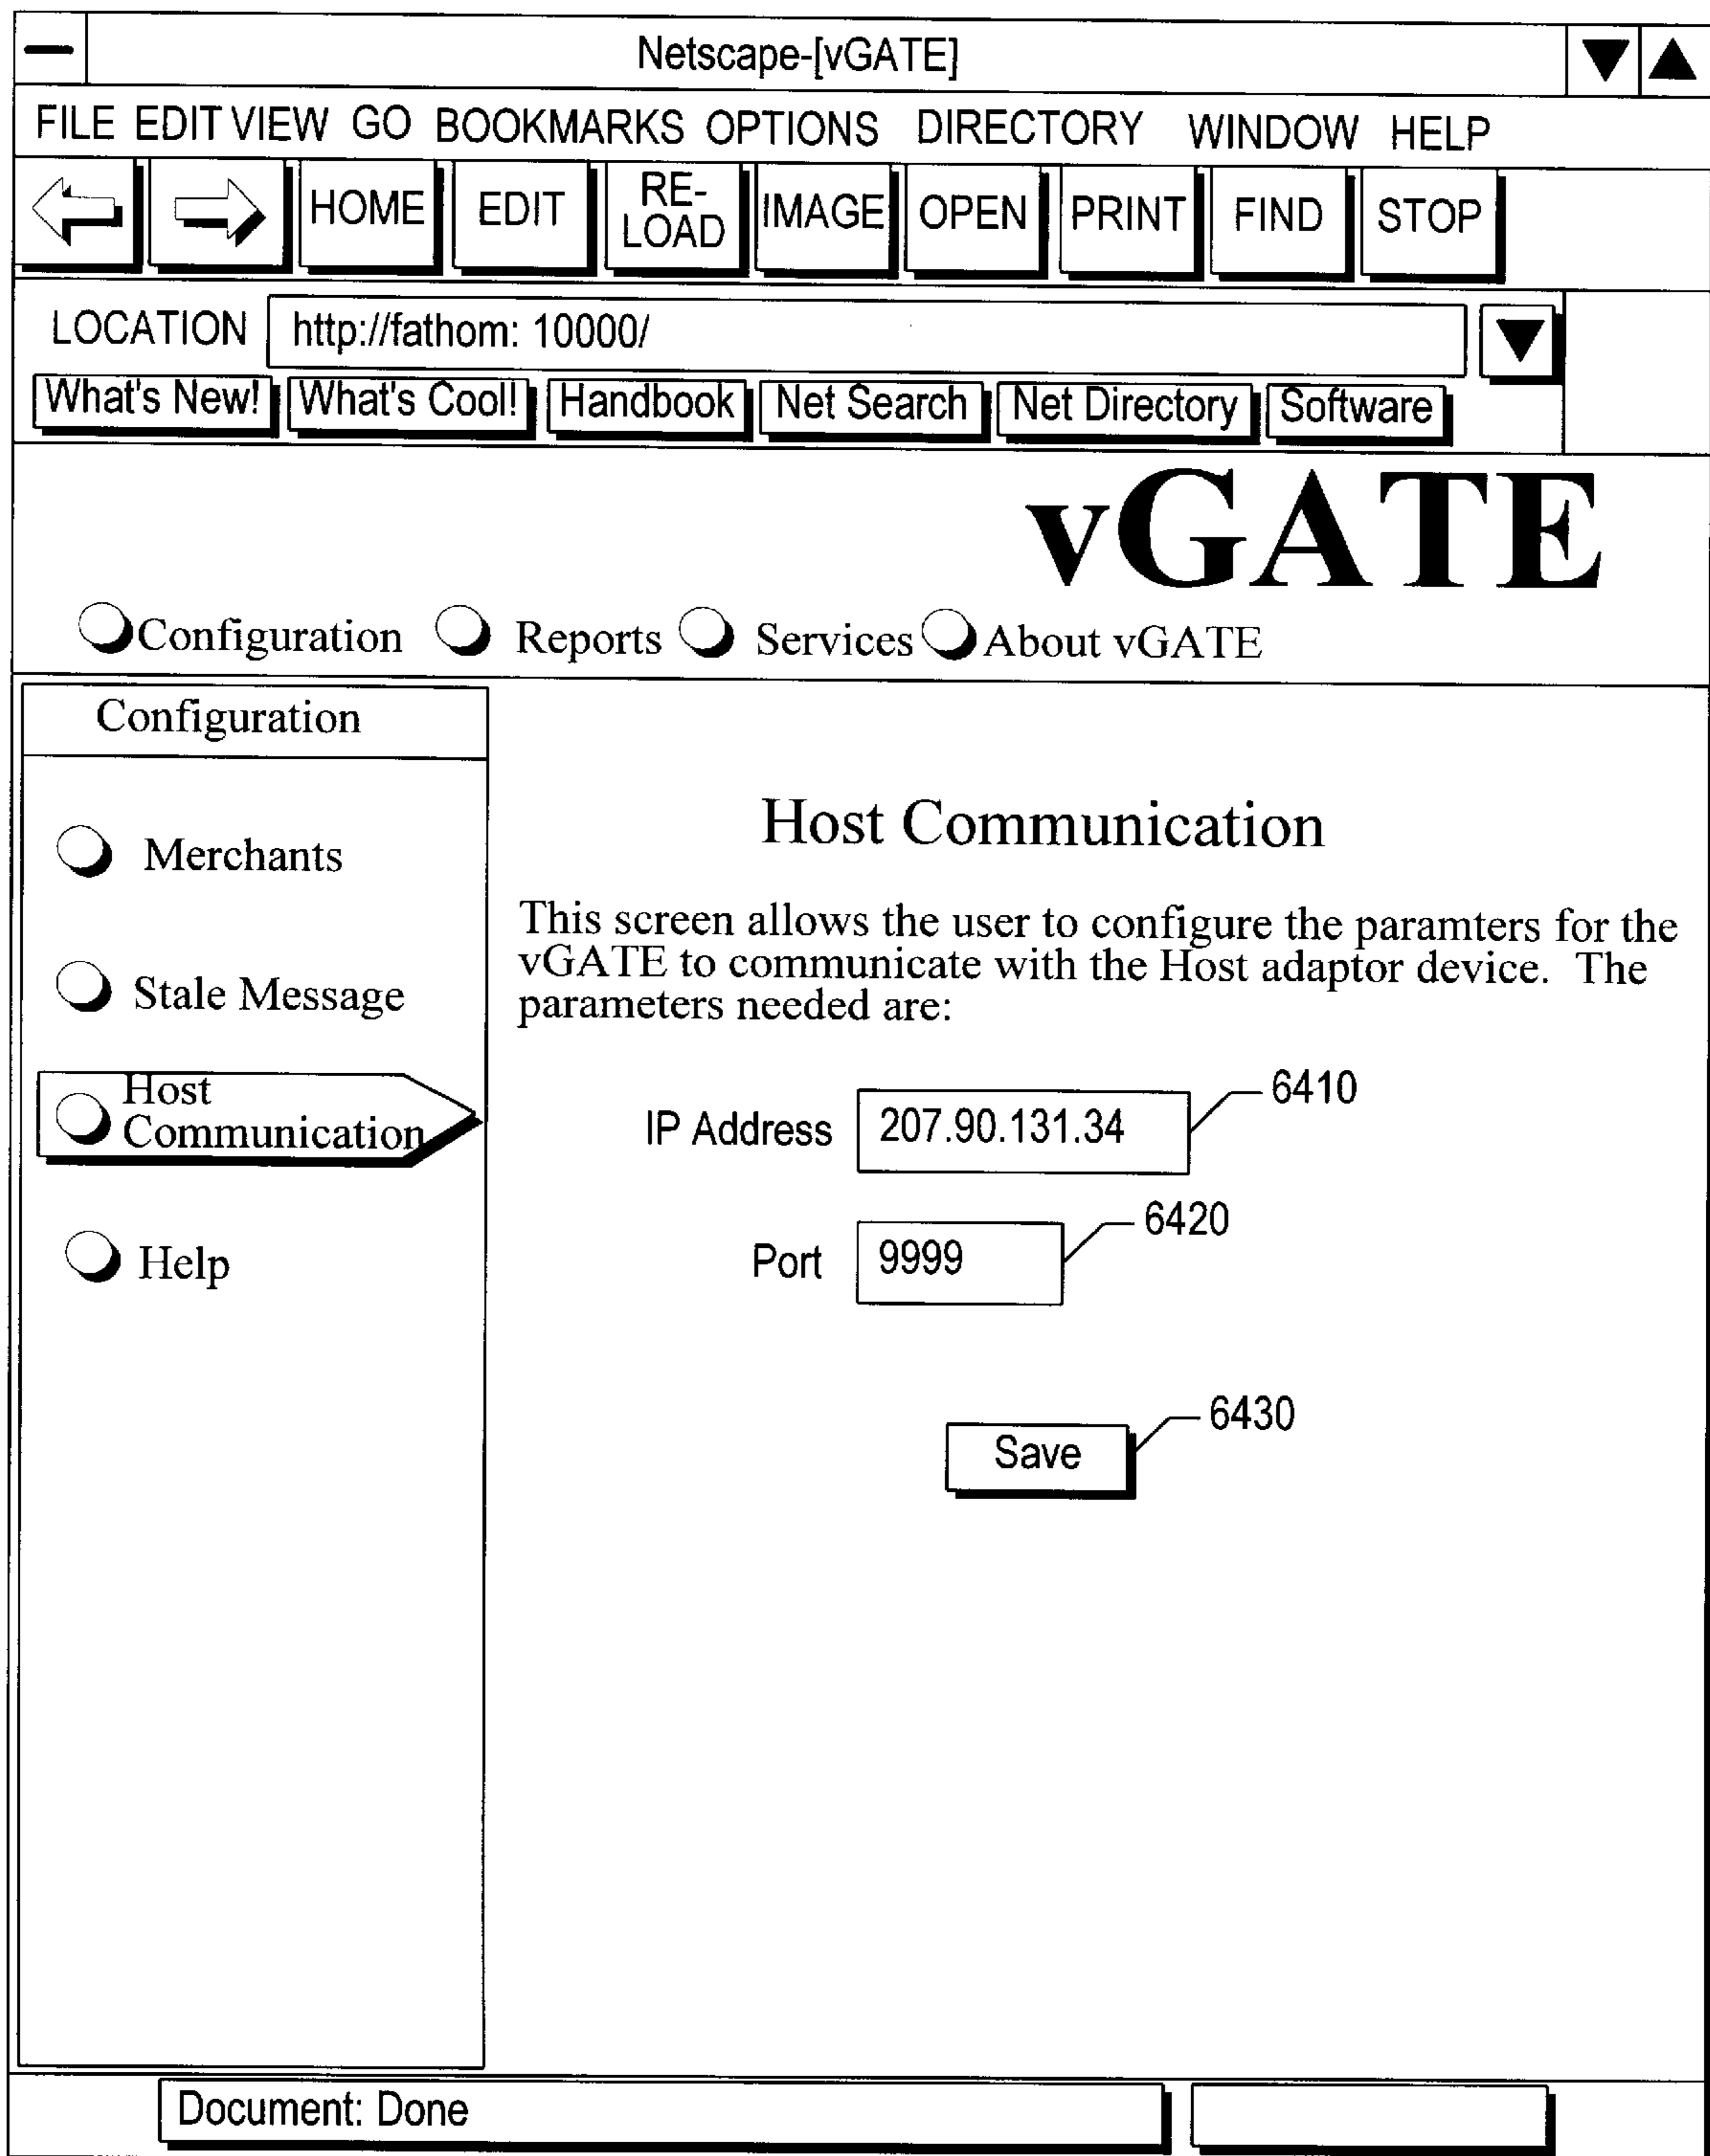 Netscape-[vGATE]
FILE EDIT VIEW GO BOOKMARKS OPTIONS DIRECTORY WINDOW HELP
HOME EDIT RE-LOAD IMAGE OPEN PRINT FIND STOP
LOCATION http://fathom: 10000/
What's New! What's Cool! Handbook Net Search Net Directory Software
vGATE
Configuration Reports Services About vGATE
Configuration
Merchants
Stale Message
Host
Communication
Help
Host Communication
This screen allows the user to configure the paramters for the
vGATE to communicate with the Host adaptor device. The
parameters needed are:
IP Address 207.90.131.34 6410
Port 9999 6420
Save 6430
Document: Done